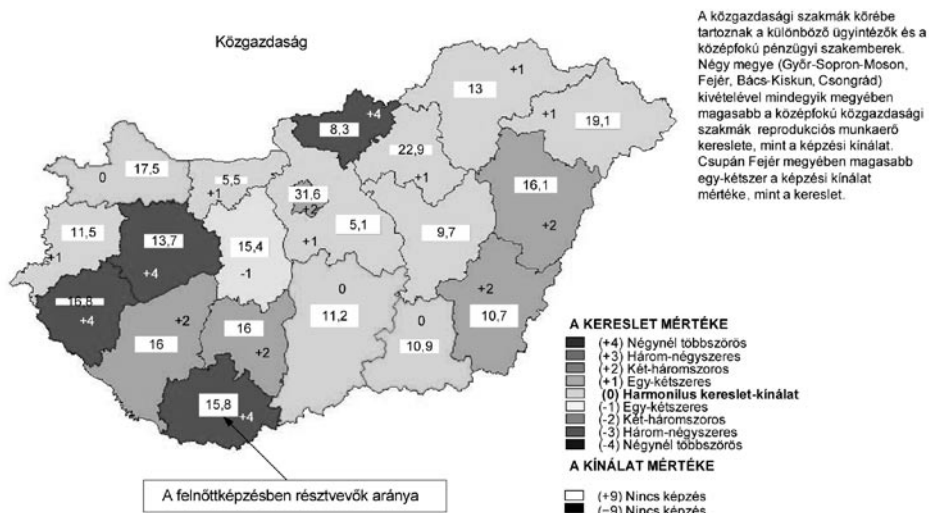 Közgazdaság
A közgazdasági szakmák körébe
tartoznak a különböző ügyintézők és a
középfokú pénzügyi szakemberek.
Négy megye (Győr-Sopron-Moson,
Fejér, Bács-Kiskun, Csongrád)
kivételével mindegyik megyében
magasabb a középfokú közgazdasági
szakmák reprodukciós munkaerő
kereslete, mint a képzési kínálat.
Csupán Fejér megyében magasabb
egy-kétszer a képzési kínálat
mértéke, mint a kereslet.
+1
13
+4
8,3
+1
19,1
22,9
+1
17,5
0
5,5
+1
31,6
+2
16,1
+2
11,5
+1
13,7
+4
15,4
-1
5,1
+1
9,7
16,8
+4
+2
16
16
+2
0
11,2
0
10,9
+2
10,7
15,8
+4
A felnőttképzésben résztvevők aránya
A KERESLET MÉRTÉKE
(+4) Négynél többszörös
(+3) Három-négyszeres
(+2) Két-háromszoros
(+1) Egy-kétszeres
(0) Harmonilus kereslet-kínálat
(-1) Egy-kétszeres
(-2) Két-háromszoros
(-3) Három-négyszeres
(-4) Négynél többszörös
A KÍNÁLAT MÉRTÉKE
(+9) Nincs képzés
(−9) Nincs képzés